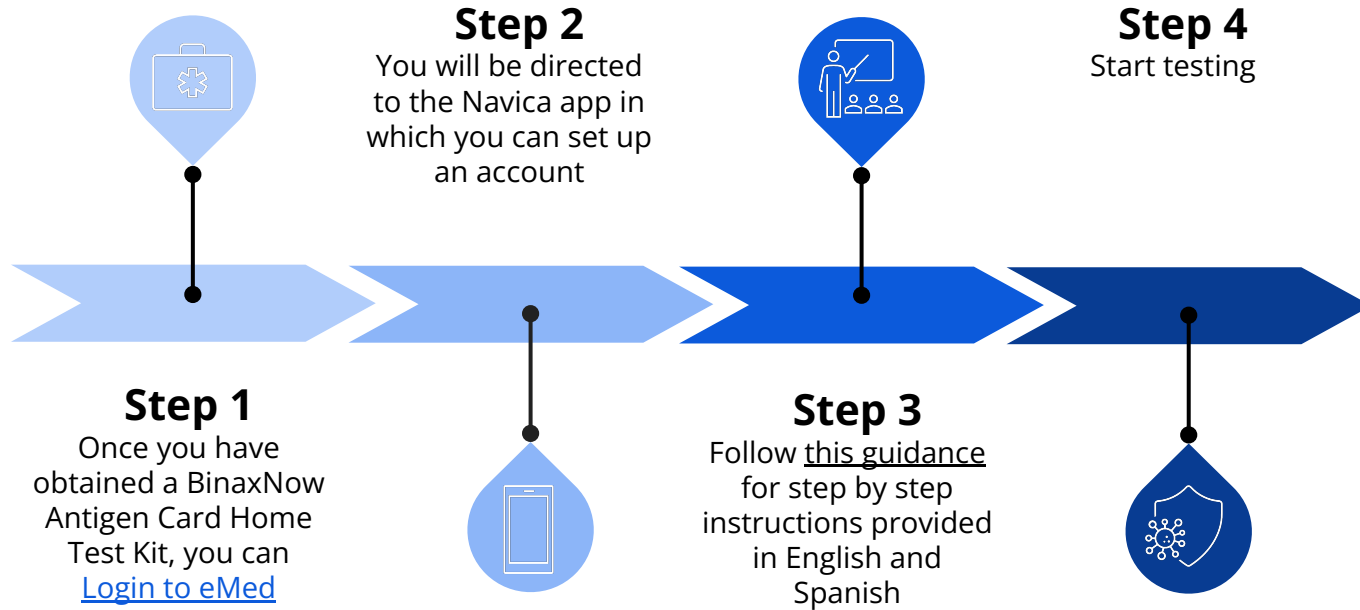 Step 1
Once you have
obtained a BinaxNow
Antigen Card Home
Test Kit, you can
Login to eMed
Step 2
You will be directed
to the Navica app in
which you can set up
an account
Step 3
Follow this guidance
for step by step
instructions provided
in English and
Spanish
Step 4
Start testing